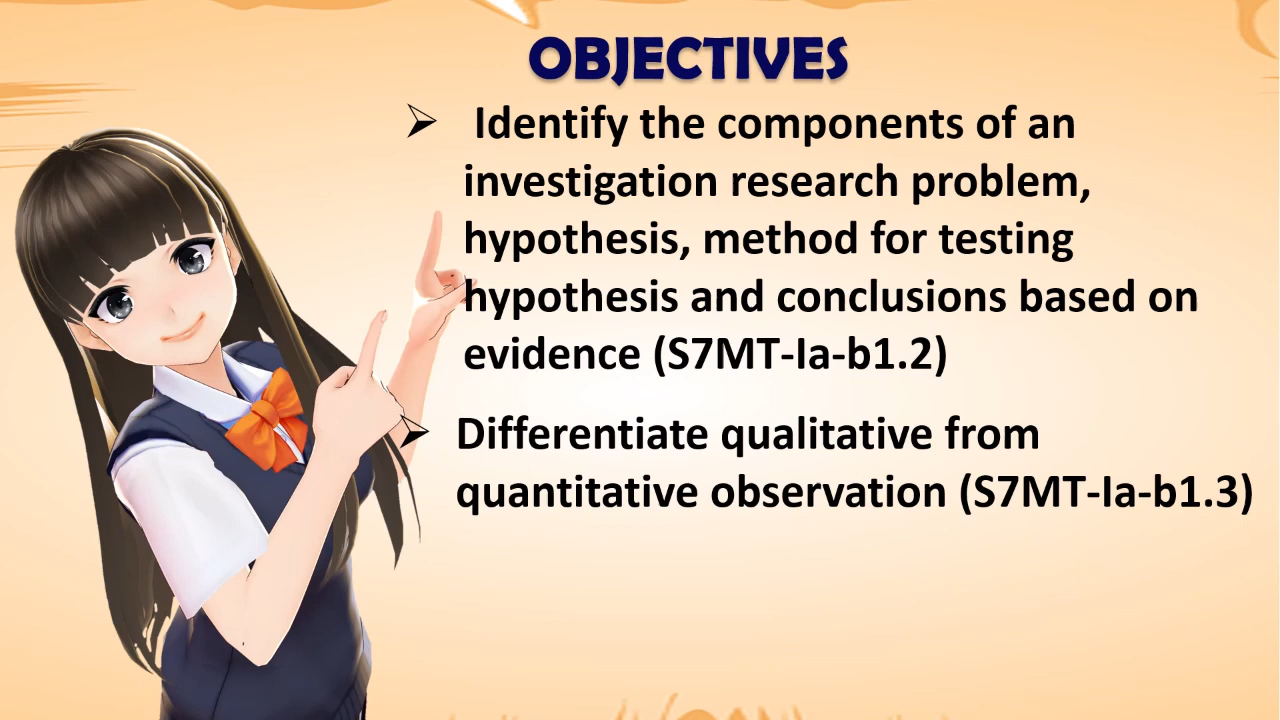 OBJECTIVES
➢ Identify the components of an
investigation research problem,
hypothesis, method for testing
hypothesis and conclusions based on
evidence (S7MT-Ia-b1.2)
➢ Differentiate qualitative from
quantitative observation (S7MT-Ia-b1.3)